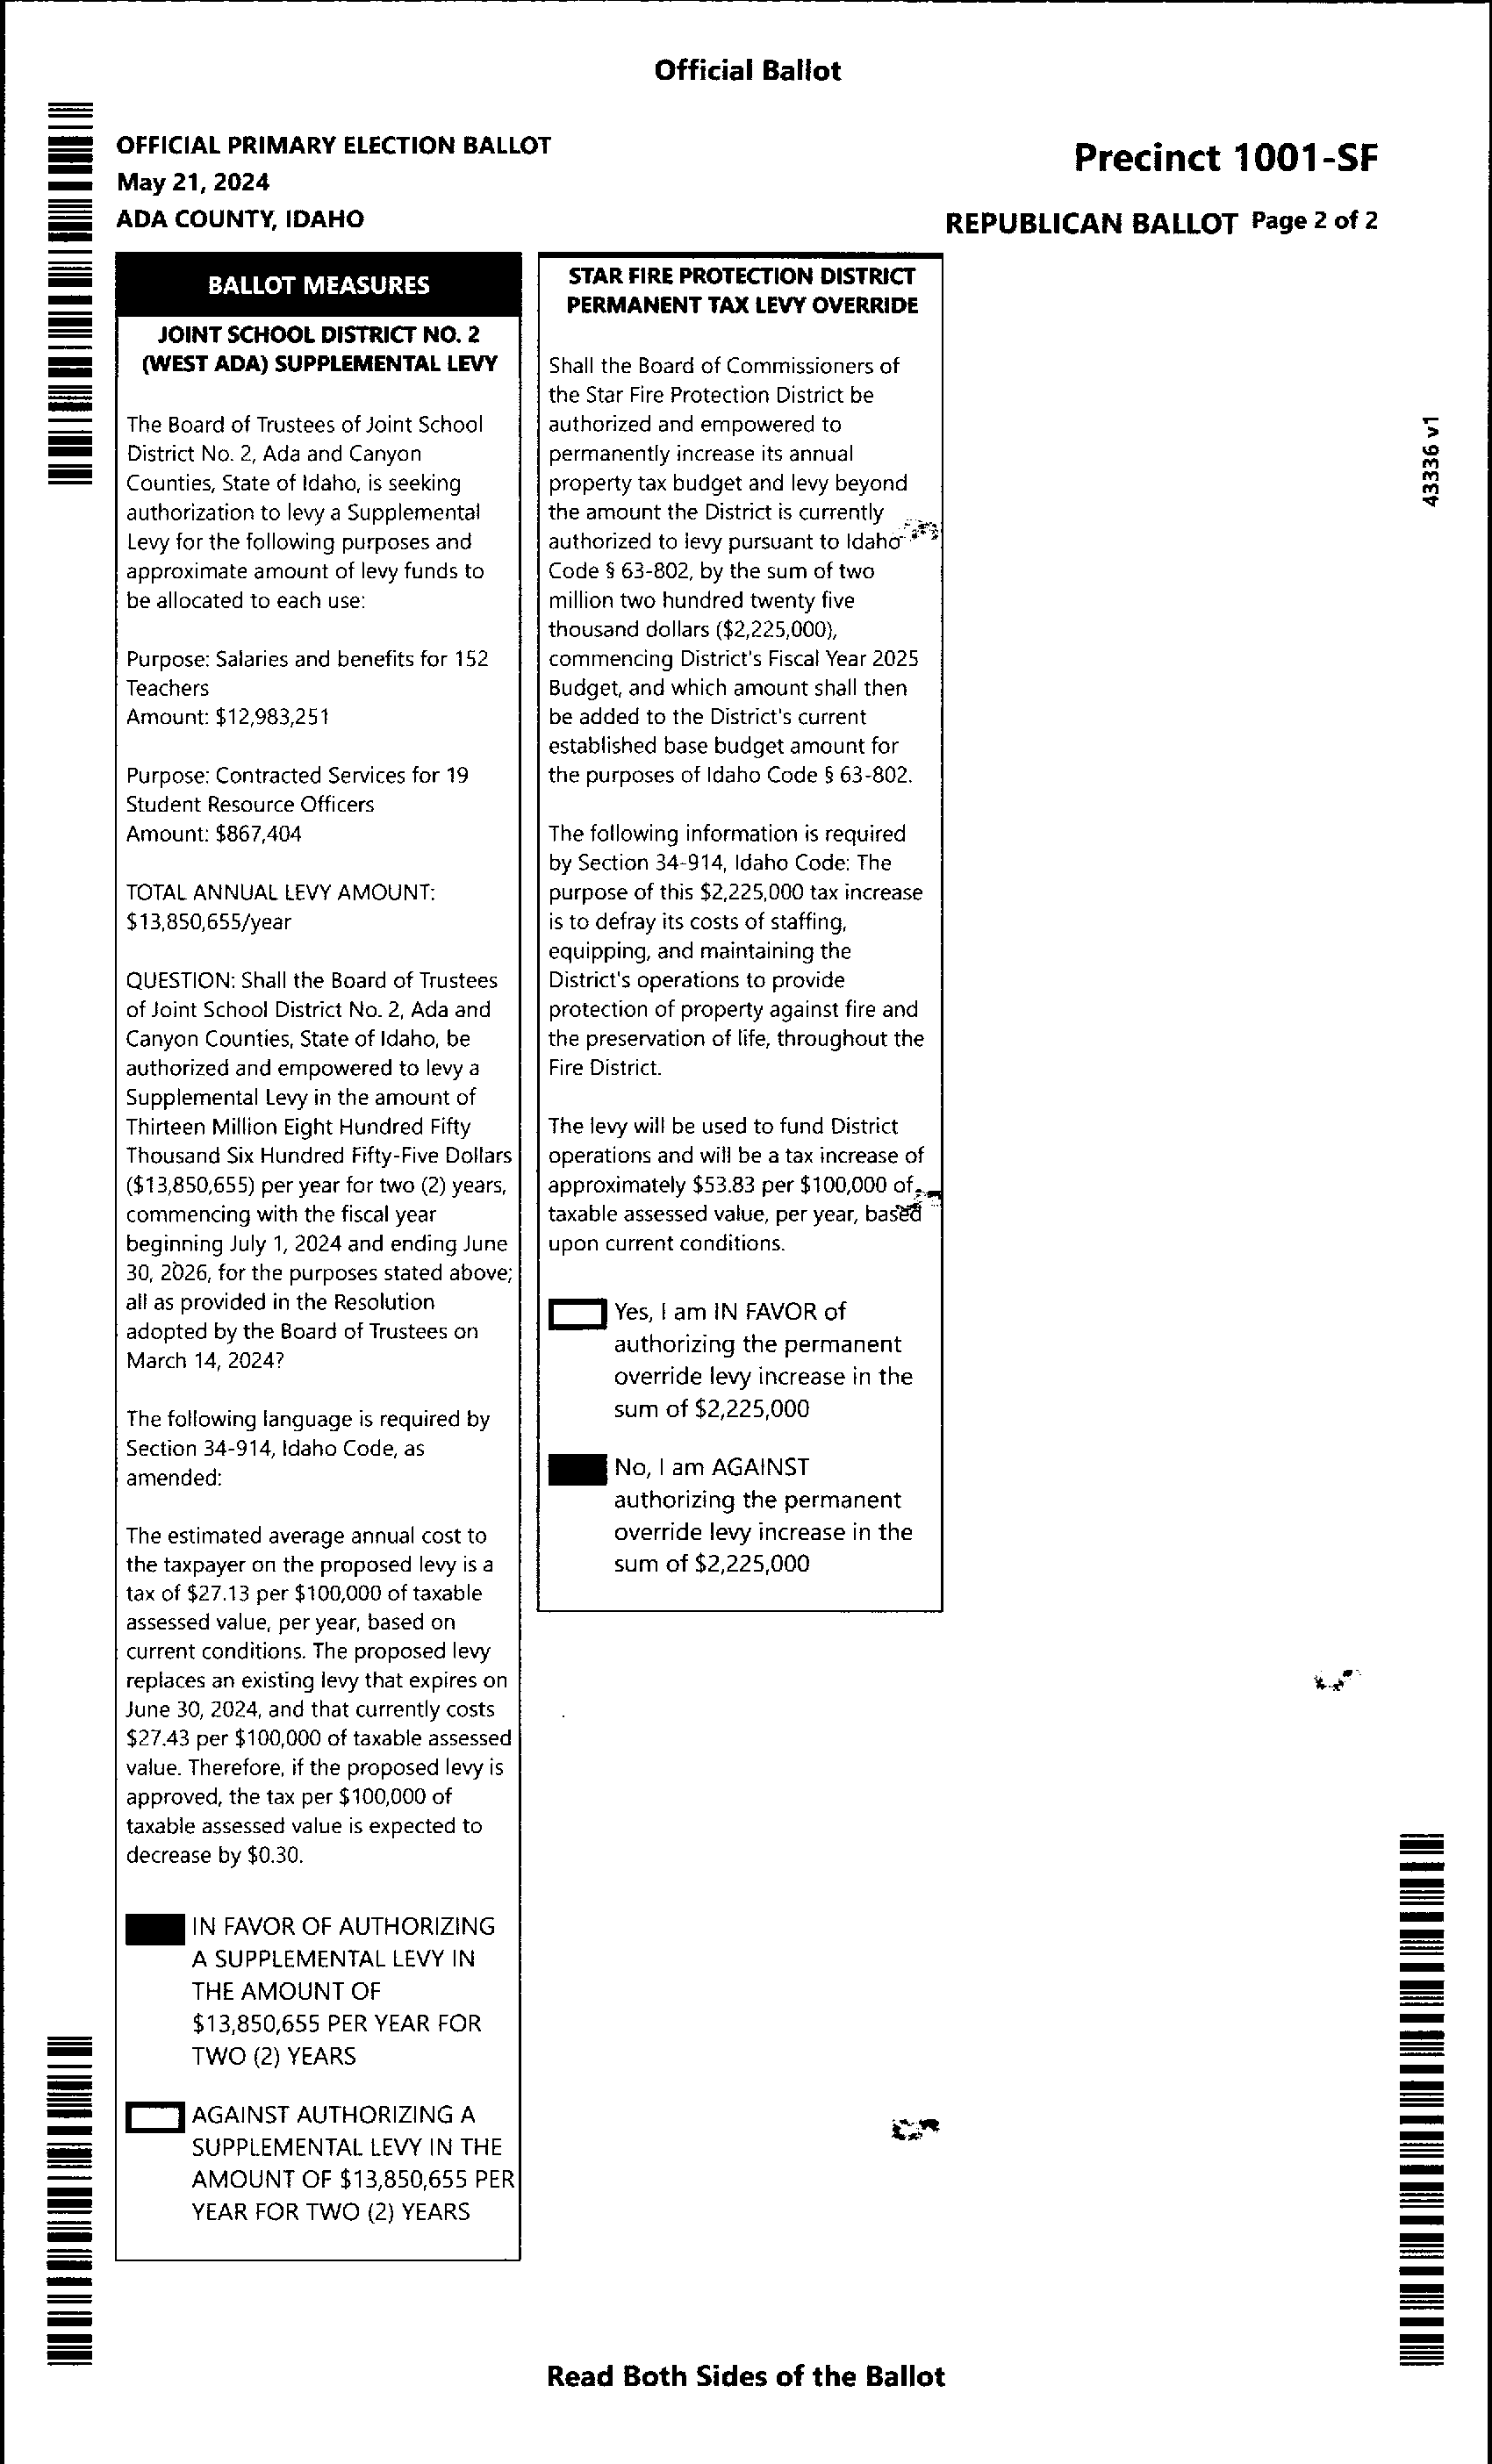 Official Ballot
OFFICIAL PRIMARY ELECTION BALLOT
May 21, 2024
ADA COUNTY, IDAHO
Precinct 1001-SF
REPUBLICAN BALLOT Page 2 of 2
BALLOT MEASURES
JOINT SCHOOL DISTRICT NO. 2
(WEST ADA) SUPPLEMENTAL LEVY
The Board of Trustees of Joint School
District No. 2, Ada and Canyon
Counties, State of Idaho, is seeking
authorization to levy a Supplemental
Levy for the following purposes and
approximate amount of levy funds to
be allocated to each use:
Purpose: Salaries and benefits for 152
Teachers
Amount: $12,983,251
Purpose: Contracted Services for 19
Student Resource Officers
Amount: $867,404
TOTAL ANNUAL LEVY AMOUNT:
$13,850,655/year
QUESTION: Shall the Board of Trustees
of Joint School District No. 2, Ada and
Canyon Counties, State of Idaho, be
authorized and empowered to levy a
Supplemental Levy in the amount of
Thirteen Million Eight Hundred Fifty
Thousand Six Hundred Fifty-Five Dollars
($13,850,655) per year for two (2) years,
commencing with the fiscal year
beginning July 1, 2024 and ending June
30, 2026, for the purposes stated above;
all as provided in the Resolution
adopted by the Board of Trustees on
March 14, 2024?
The following language is required by
Section 34-914, Idaho Code, as
amended:
The estimated average annual cost to
the taxpayer on the proposed levy is a
tax of $27.13 per $100,000 of taxable
assessed value, per year, based on
current conditions. The proposed levy
replaces an existing levy that expires on
June 30, 2024, and that currently costs
$27.43 per $100,000 of taxable assessed
value. Therefore, if the proposed levy is
approved, the tax per $100,000 of
taxable assessed value is expected to
decrease by $0.30.
IN FAVOR OF AUTHORIZING
A SUPPLEMENTAL LEVY IN
THE AMOUNT OF
$13,850,655 PER YEAR FOR
TWO (2) YEARS
AGAINST AUTHORIZING A
SUPPLEMENTAL LEVY IN THE
AMOUNT OF $13,850,655 PER
YEAR FOR TWO (2) YEARS
STAR FIRE PROTECTION DISTRICT
PERMANENT TAX LEVY OVERRIDE
Shall the Board of Commissioners of
the Star Fire Protection District be
authorized and empowered to
permanently increase its annual
property tax budget and levy beyond
the amount the District is currently
authorized to levy pursuant to Idaho
Code § 63-802, by the sum of two
million two hundred twenty five
thousand dollars ($2,225,000),
commencing District's Fiscal Year 2025
Budget, and which amount shall then
be added to the District's current
established base budget amount for
the purposes of Idaho Code § 63-802.
The following information is required
by Section 34-914, Idaho Code: The
purpose of this $2,225,000 tax increase
is to defray its costs of staffing,
equipping, and maintaining the
District's operations to provide
protection of property against fire and
the preservation of life, throughout the
Fire District.
The levy will be used to fund District
operations and will be a tax increase of
approximately $53.83 per $100,000 of
taxable assessed value, per year, based
upon current conditions.
Yes, I am IN FAVOR of
authorizing the permanent
override levy increase in the
sum of $2,225,000
No, I am AGAINST
authorizing the permanent
override levy increase in the
sum of $2,225,000
43336 v1
Read Both Sides of the Ballot